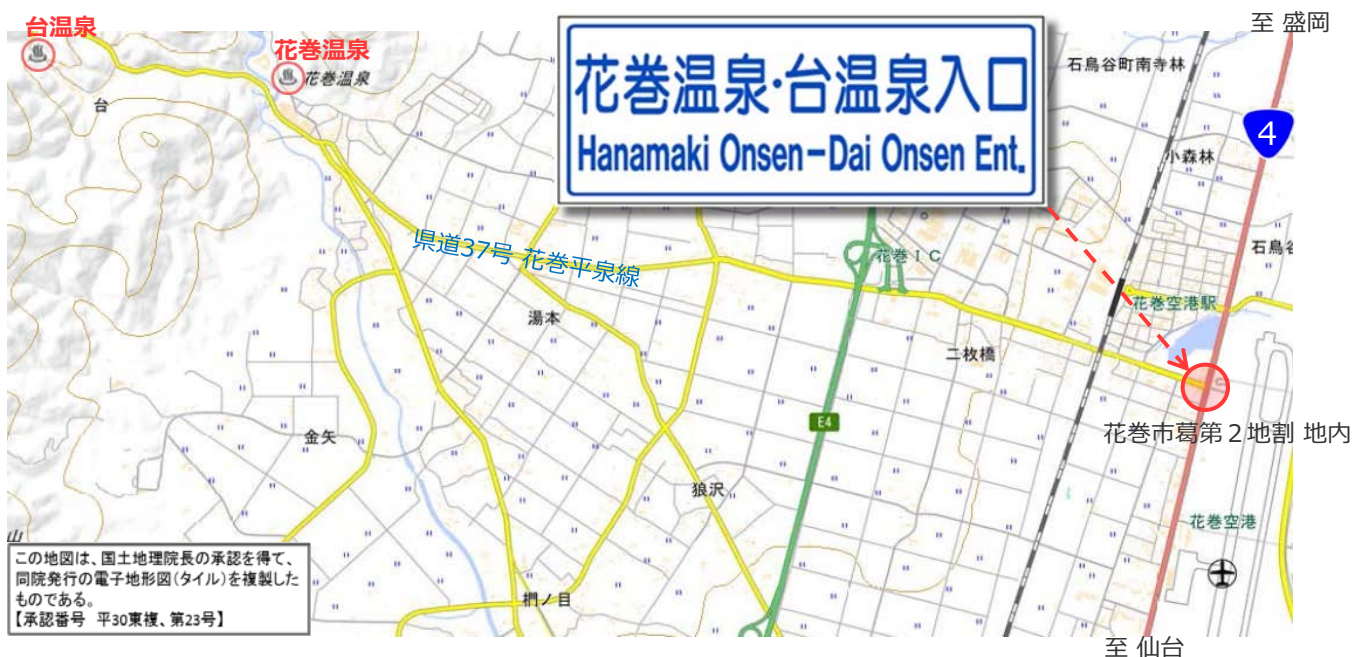 台温泉
花巻温泉
花巻温泉
台
花巻温泉・台温泉入口
Hanamaki Onsen-Dai Onsen Ent.
至 盛岡
石鳥谷町南寺林
4
小森林
石鳥谷
県道37号 花巻平泉線
花巻IC
花巻空港駅
湯本
二枚橋
E4
花巻市葛第2地割 地内
金矢
狼沢
花巻空港
山
椚ノ目
この地図は、国土地理院長の承認を得て、
同院発行の電子地形図(タイル)を複製した
ものである。
【承認番号 平30東複、第23号】
至 仙台